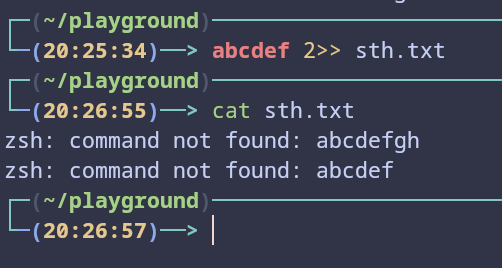 (~/playground)
(20:25:34)—> abcdef 2>> sth.txt
(~/playground)
(20:26:55)—> cat sth.txt
zsh: command not found: abcdefgh
zsh: command not found: abcdef
(~/playground)
(20:26:57)—>